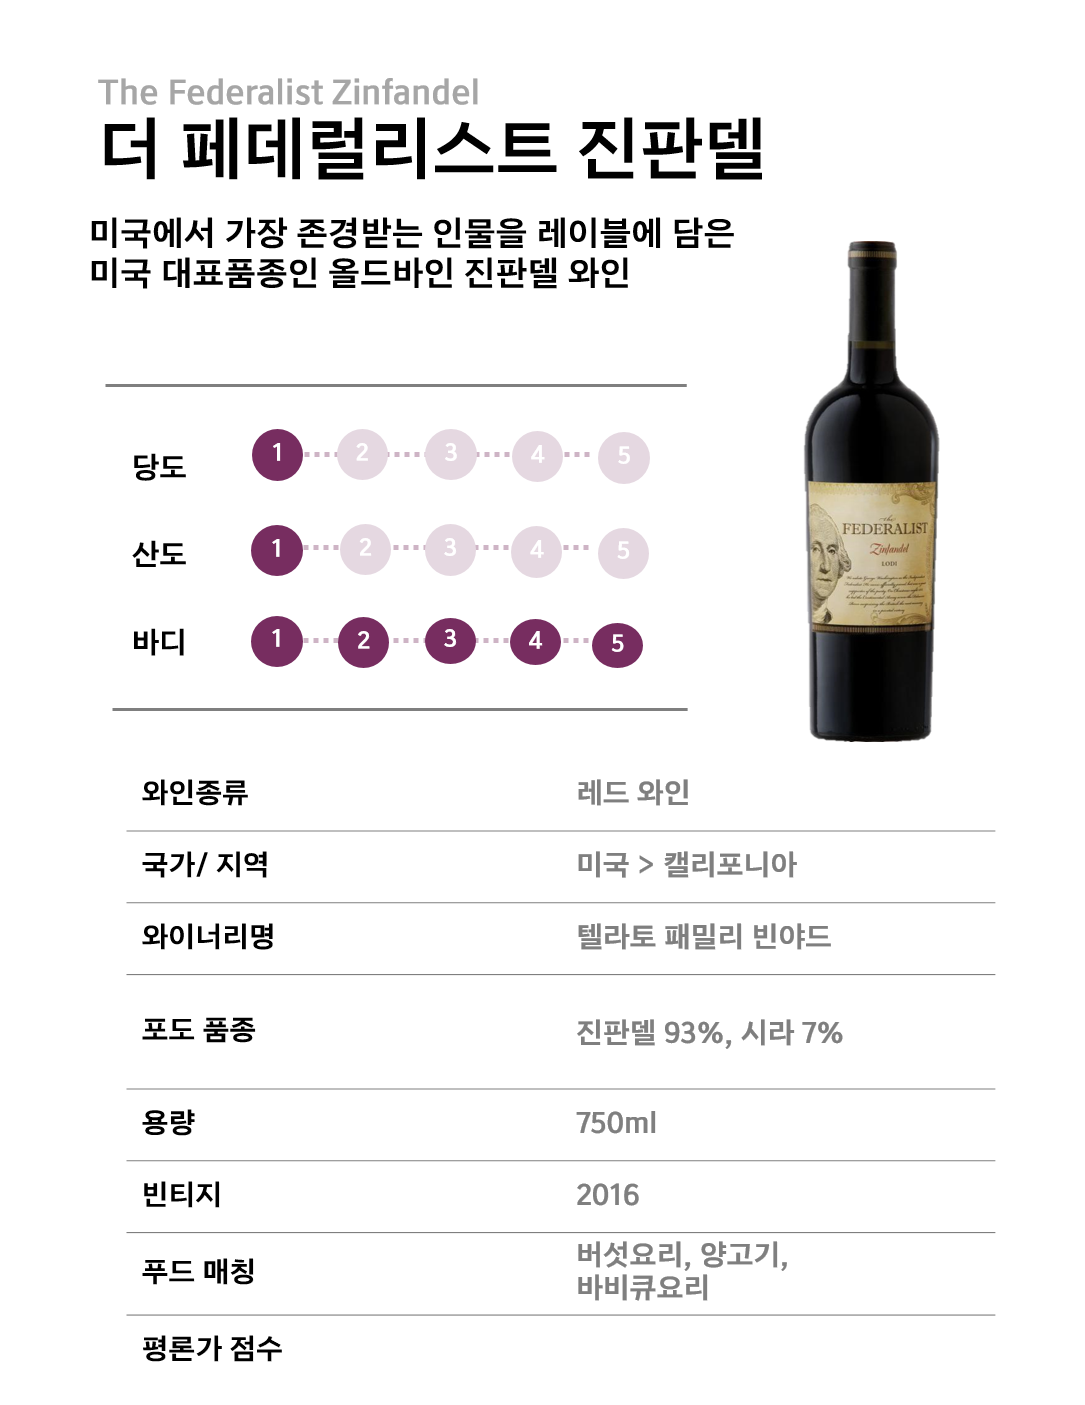 The Federalist Zinfandel
더 페데럴리스트 진판델
미국에서 가장 존경받는 인물을 레이블에 담은
미국 대표품종인 올드바인 진판델 와인
당도 1 2 3 4 5
산도 1 2 3 4 5
바디 1 2 3 4 5
the
FEDERALIST
Zinfandel
LODI
와인종류 레드 와인
국가/ 지역 미국 > 캘리포니아
와이너리명 텔라토 패밀리 빈야드
포도 품종 진판델 93%, 시라 7%
용량 750ml
빈티지 2016
푸드 매칭 버섯요리, 양고기,
바비큐요리
평론가 점수